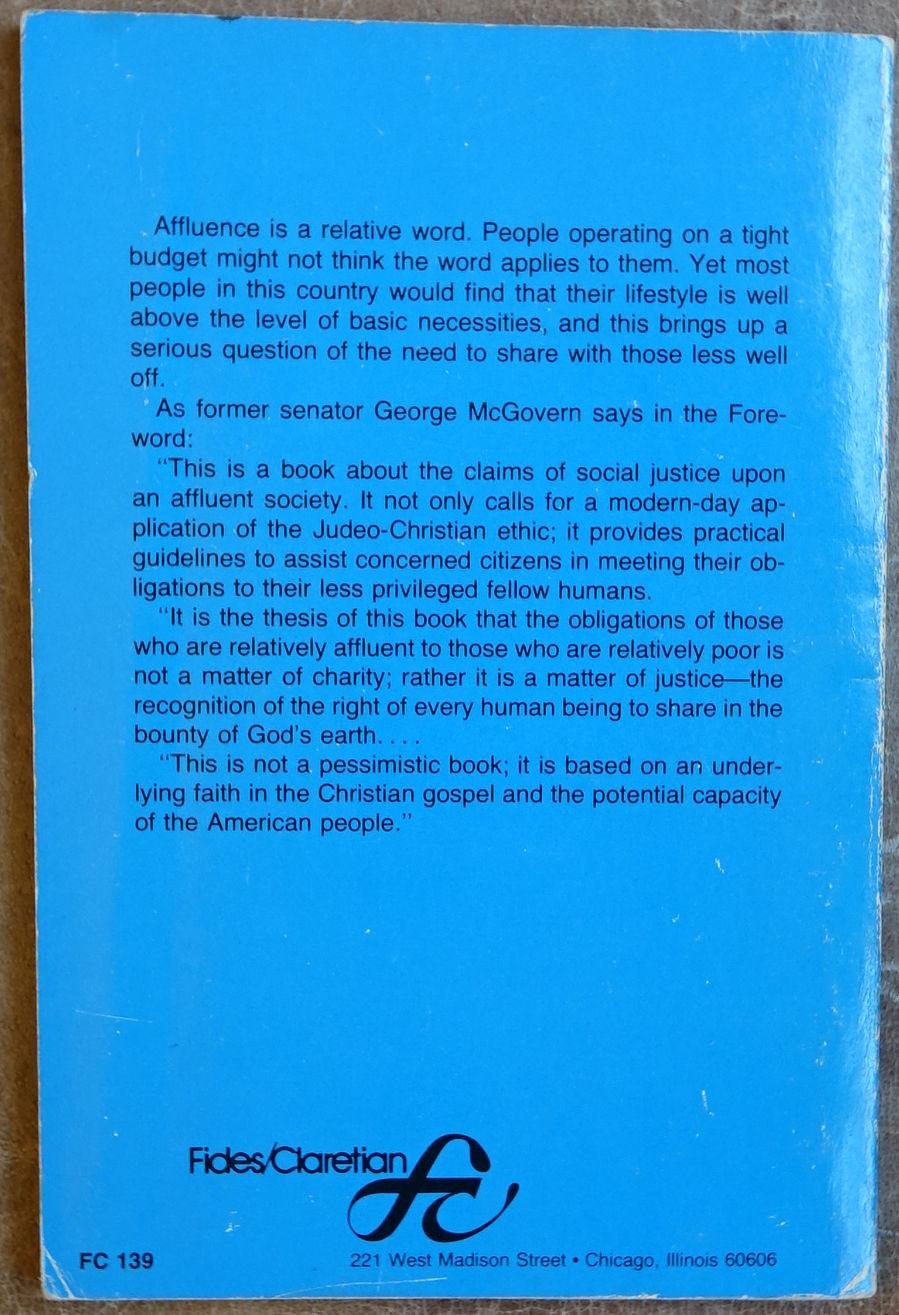 Affluence is a relative word. People operating on a tight
budget might not think the word applies to them. Yet most
people in this country would find that their lifestyle is well
above the level of basic necessities, and this brings up a
serious question of the need to share with those less well
off.
As former senator George McGovern says in the Fore-
word:
“This is a book about the claims of social justice upon
an affluent society. It not only calls for a modern-day ap-
plication of the Judeo-Christian ethic; it provides practical
guidelines to assist concerned citizens in meeting their ob-
ligations to their less privileged fellow humans.
“It is the thesis of this book that the obligations of those
who are relatively affluent to those who are relatively poor is
not a matter of charity; rather it is a matter of justice—the
recognition of the right of every human being to share in the
bounty of God’s earth. . . .
“This is not a pessimistic book; it is based on an under-
lying faith in the Christian gospel and the potential capacity
of the American people.”
Fides/Claretian
fc
FC 139
221 West Madison Street • Chicago, Illinois 60606